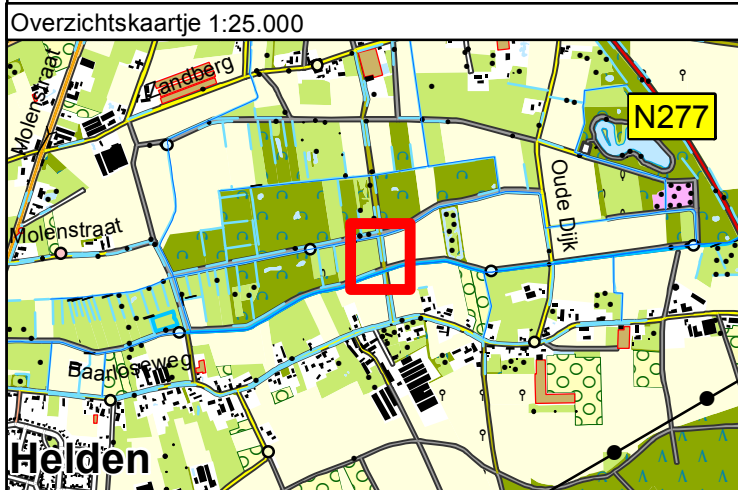 Overzichtskaartje 1:25.000
Molenstraat
Zandberg
N277
Oude Dijk
Molenstraat
Baarloseweg
Helden